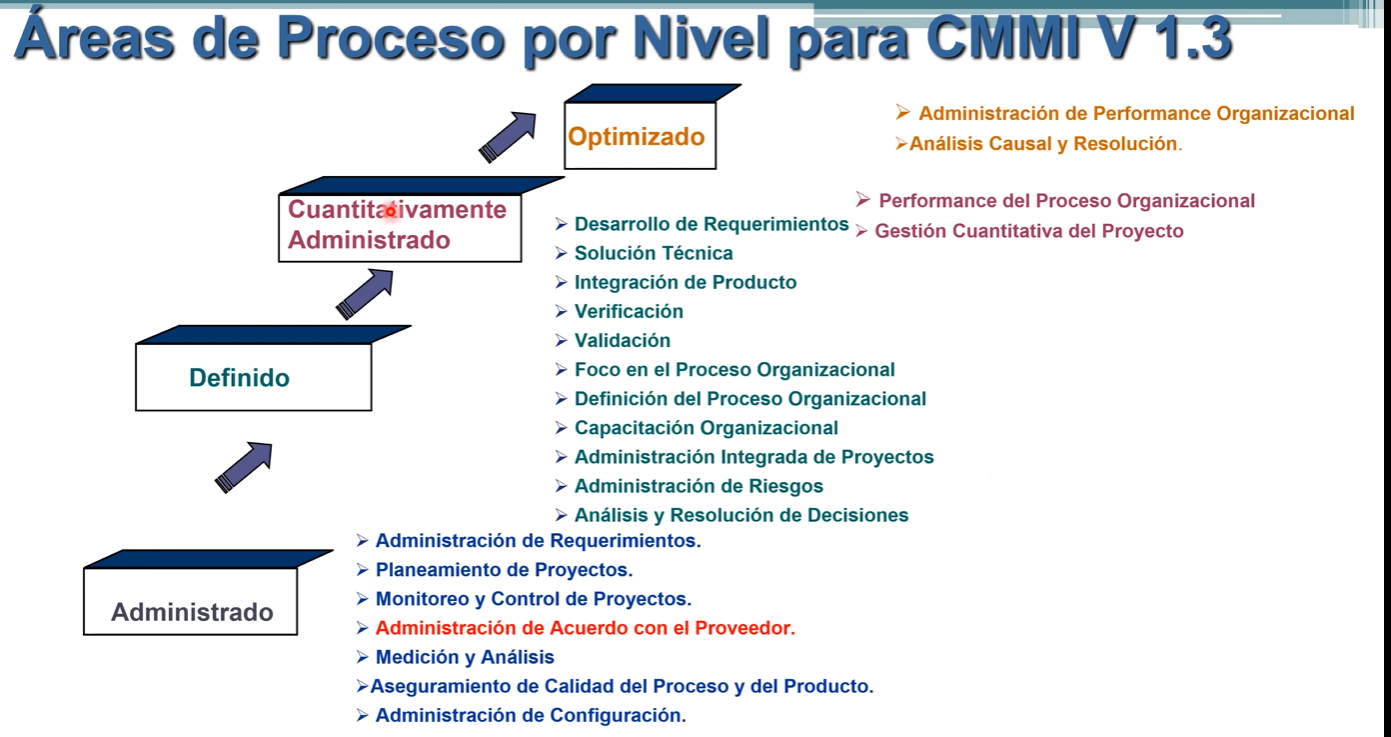 Áreas de Proceso por Nivel para CMMI V 1.3
Optimizado
➢ Administración de Performance Organizacional
➢Análisis Causal y Resolución.
Cuantitativamente
Administrado
➢ Performance del Proceso Organizacional
➢ Gestión Cuantitativa del Proyecto
Definido
➢ Desarrollo de Requerimientos
➢ Solución Técnica
➢ Integración de Producto
➢ Verificación
➢ Validación
➢ Foco en el Proceso Organizacional
➢ Definición del Proceso Organizacional
➢ Capacitación Organizacional
➢ Administración Integrada de Proyectos
➢ Administración de Riesgos
➢ Análisis y Resolución de Decisiones
Administrado
➢ Administración de Requerimientos.
➢ Planeamiento de Proyectos.
➢ Monitoreo y Control de Proyectos.
➢ Administración de Acuerdo con el Proveedor.
➢ Medición y Análisis
➢Aseguramiento de Calidad del Proceso y del Producto.
➢ Administración de Configuración.